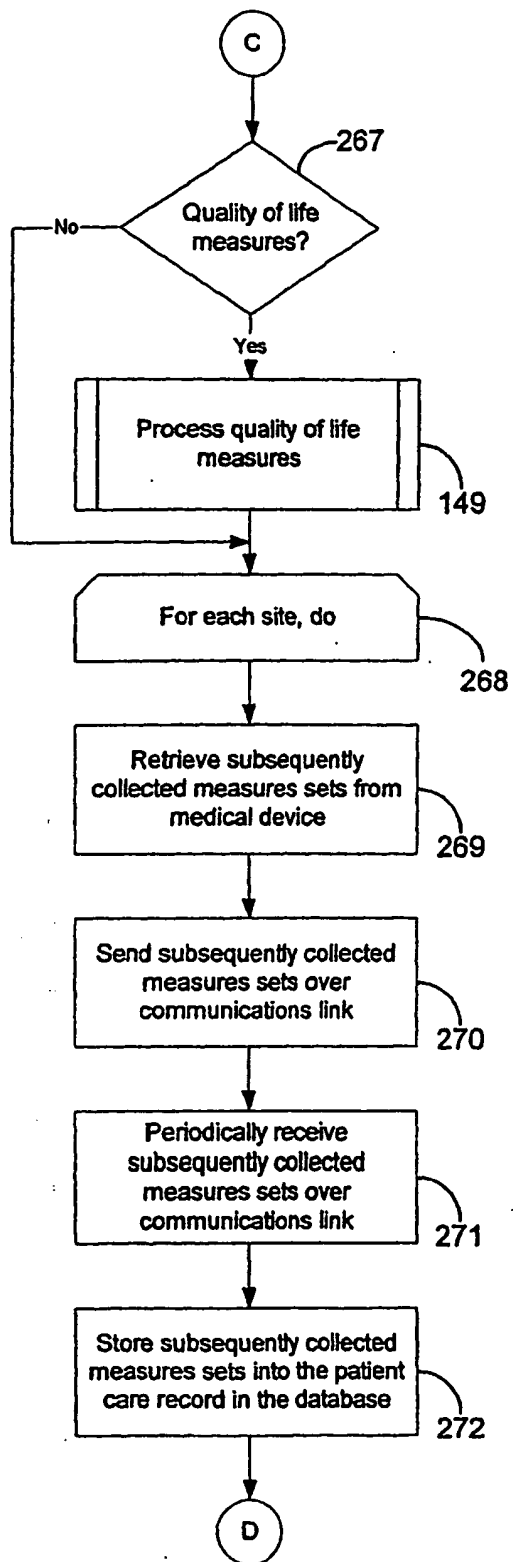 C
267
Quality of life
measures?
No
Yes
Process quality of life
measures
149
For each site, do
268
Retrieve subsequently
collected measures sets from
medical device
269
Send subsequently collected
measures sets over
communications link
270
Periodically receive
subsequently collected
measures sets over
communications link
271
Store subsequently collected
measures sets into the patient
care record in the database
272
D